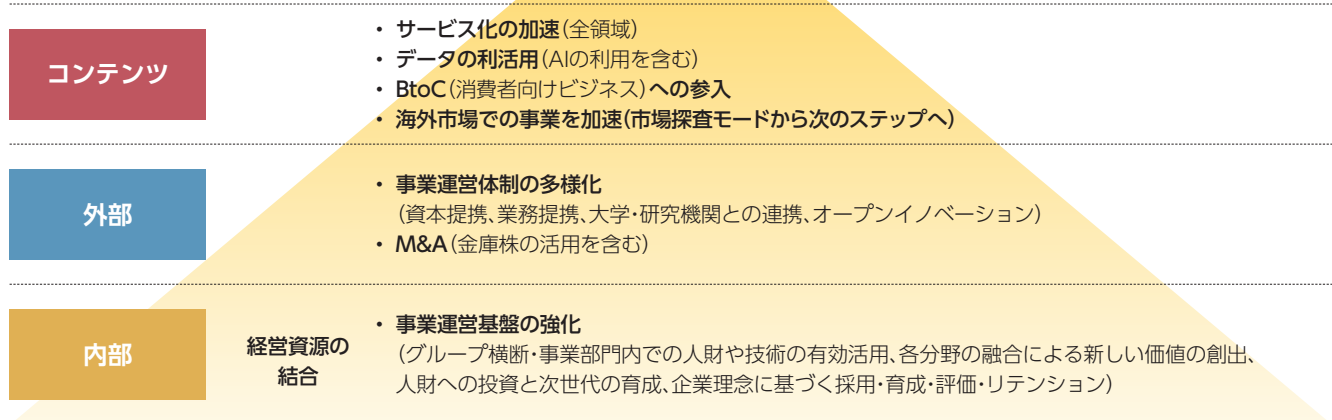 コンテンツ
・ サービス化の加速(全領域)
・ データの利活用(AIの利用を含む)
・ BtoC(消費者向けビジネス)への参入
・ 海外市場での事業を加速(市場探査モードから次のステップへ)
外部
・ 事業運営体制の多様化
(資本提携、業務提携、大学・研究機関との連携、オープンイノベーション)
・ M&A(金庫株の活用を含む)
内部
経営資源の
結合
・ 事業運営基盤の強化
(グループ横断・事業部門内での人財や技術の有効活用、各分野の融合による新しい価値の創出、
人財への投資と次世代の育成、企業理念に基づく採用・育成・評価・リテンション)